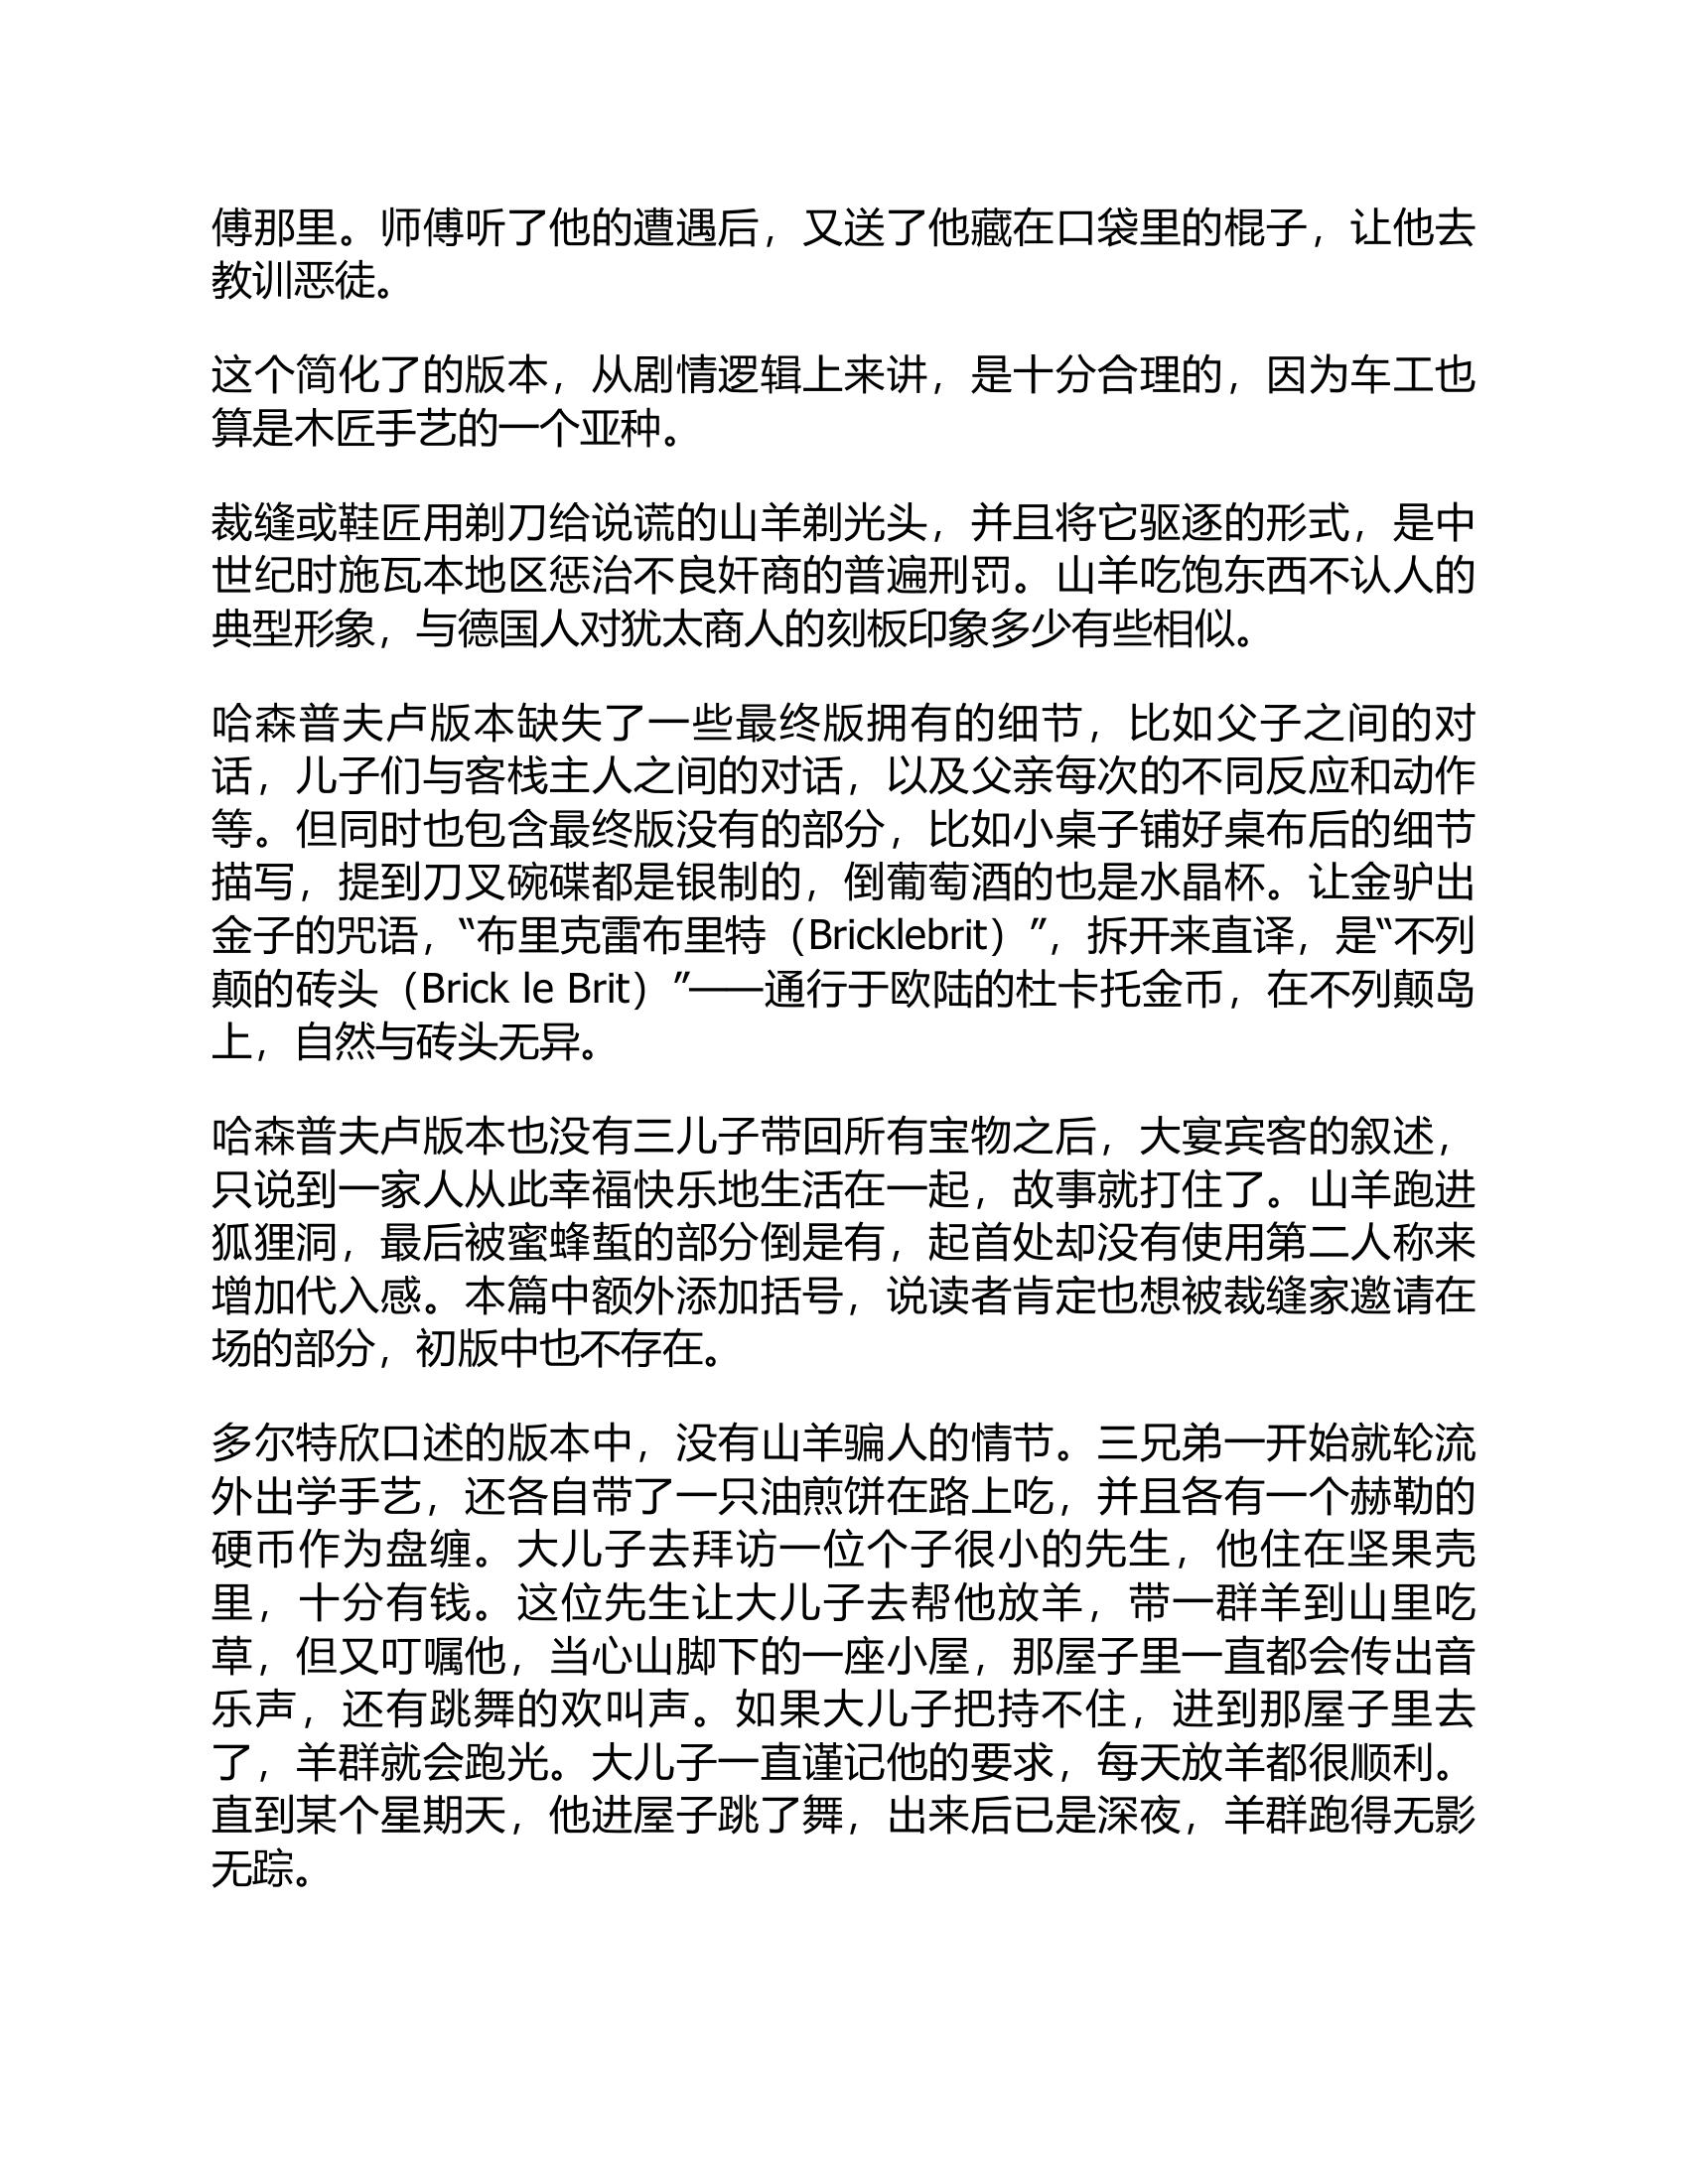 傅那里。师傅听了他的遭遇后，又送了他藏在口袋里的棍子，让他去
教训恶徒。
这个简化了的版本，从剧情逻辑上来讲，是十分合理的，因为车工也
算是木匠手艺的一个亚种。
裁缝或鞋匠用剃刀给说谎的山羊剃光头，并且将它驱逐的形式，是中
世纪时施瓦本地区惩治不良奸商的普遍刑罚。山羊吃饱东西不认人的
典型形象，与德国人对犹太商人的刻板印象多少有些相似。
哈森普夫卢版本缺失了一些最终版拥有的细节，比如父子之间的对
话，儿子们与客栈主人之间的对话，以及父亲每次的不同反应和动作
等。但同时也包含最终版没有的部分，比如小桌子铺好桌布后的细节
描写，提到刀叉碗碟都是银制的，倒葡萄酒的也是水晶杯。让金驴出
金子的咒语，“布里克雷布里特（Bricklebrit）”，拆开来直译，是“不列
颠的砖头（Brick le Brit）”——通行于欧陆的杜卡托金币，在不列颠岛
上，自然与砖头无异。
哈森普夫卢版本也没有三儿子带回所有宝物之后，大宴宾客的叙述，
只说到一家人从此幸福快乐地生活在一起，故事就打住了。山羊跑进
狐狸洞，最后被蜜蜂蜇的部分倒是有，起首处却没有使用第二人称来
增加代入感。本篇中额外添加括号，说读者肯定也想被裁缝家邀请在
场的部分，初版中也不存在。
多尔特欣口述的版本中，没有山羊骗人的情节。三兄弟一开始就轮流
外出学手艺，还各自带了一只油煎饼在路上吃，并且各有一个赫勒的
硬币作为盘缠。大儿子去拜访一位个子很小的先生，他住在坚果壳
里，十分有钱。这位先生让大儿子去帮他放羊，带一群羊到山里吃
草，但又叮嘱他，当心山脚下的一座小屋，那屋子里一直都会传出音
乐声，还有跳舞的欢叫声。如果大儿子把持不住，进到那屋子里去
了，羊群就会跑光。大儿子一直谨记他的要求，每天放羊都很顺利。
直到某个星期天，他进屋子跳了舞，出来后已是深夜，羊群跑得无影
无踪。